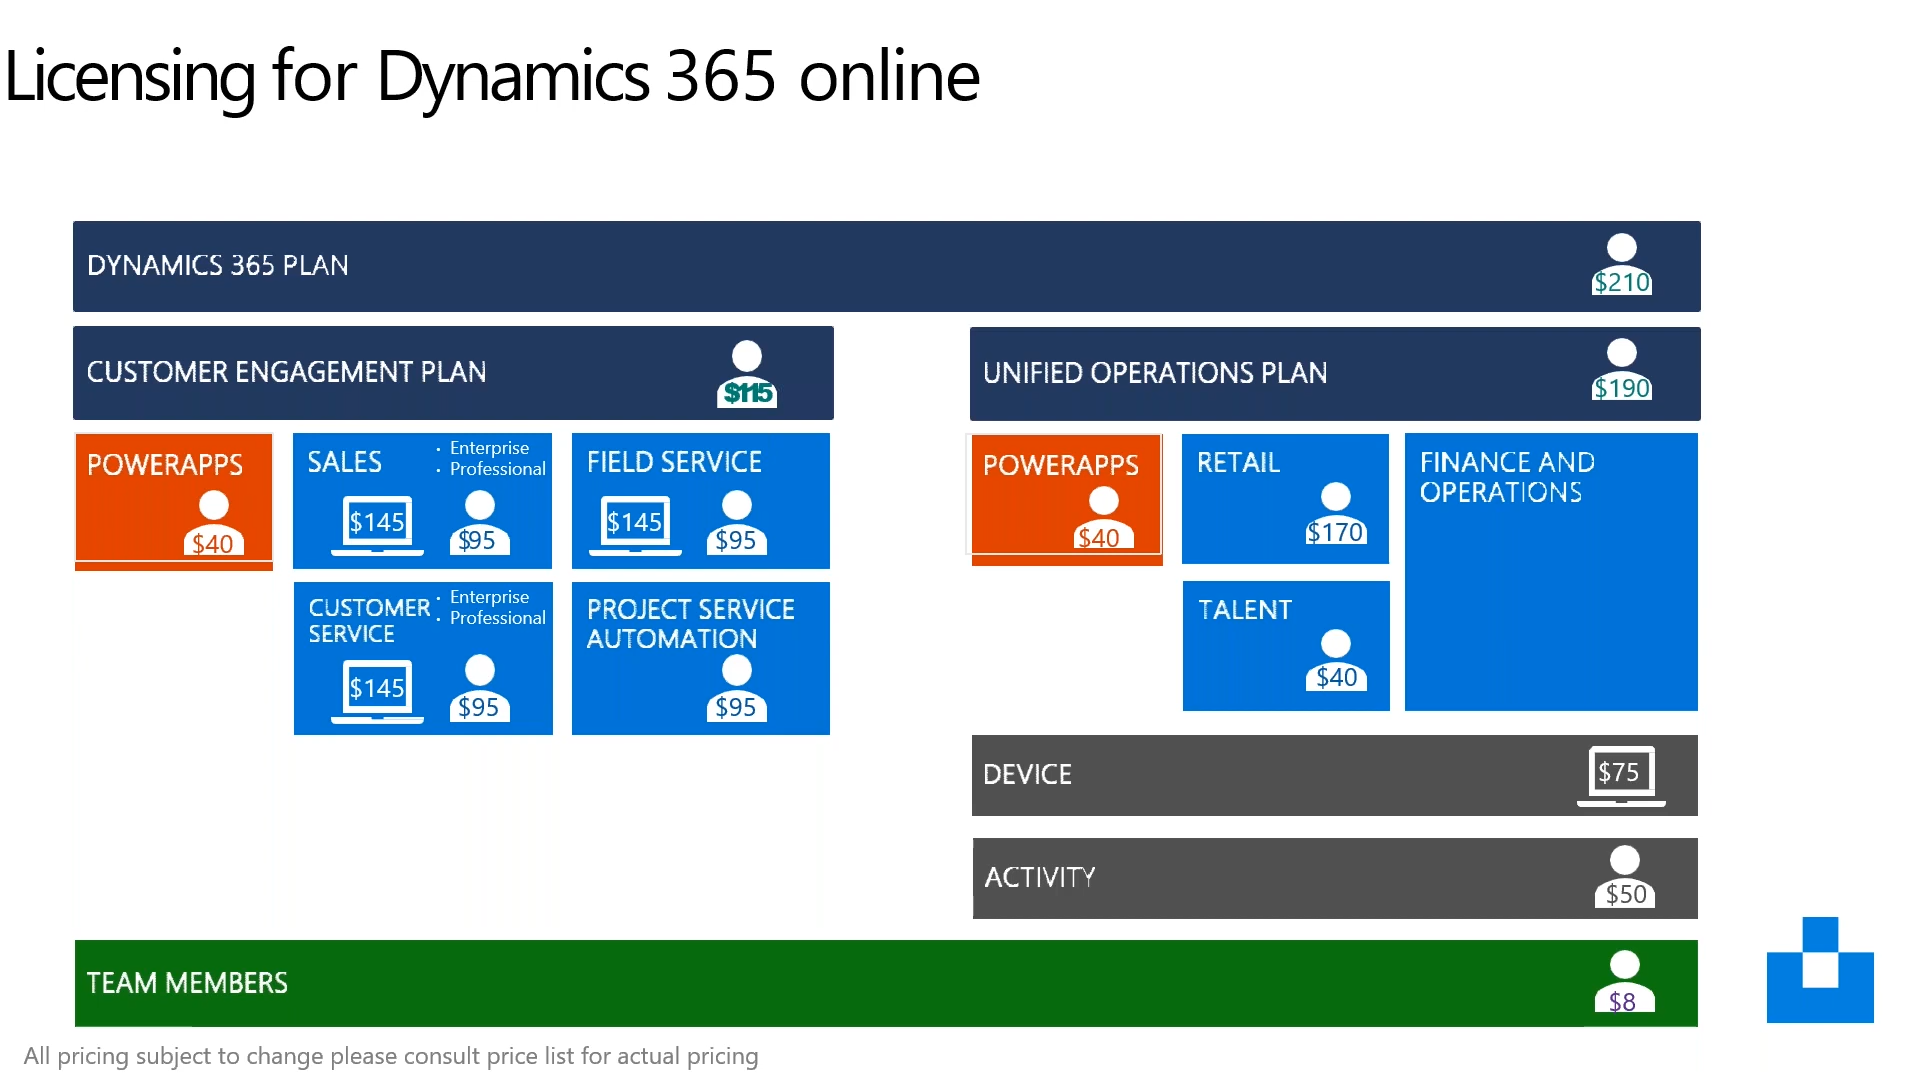 Licensing for Dynamics 365 online
DYNAMICS 365 PLAN
$210
CUSTOMER ENGAGEMENT PLAN
$115
UNIFIED OPERATIONS PLAN
$190
POWERAPPS
$40
SALES
· Enterprise
· Professional
$145
$95
FIELD SERVICE
$145
$95
CUSTOMER
SERVICE
· Enterprise
· Professional
$145
$95
PROJECT SERVICE
AUTOMATION
$95
POWERAPPS
$40
RETAIL
$170
FINANCE AND
OPERATIONS
TALENT
$40
DEVICE
$75
ACTIVITY
$50
TEAM MEMBERS
$8
All pricing subject to change please consult price list for actual pricing